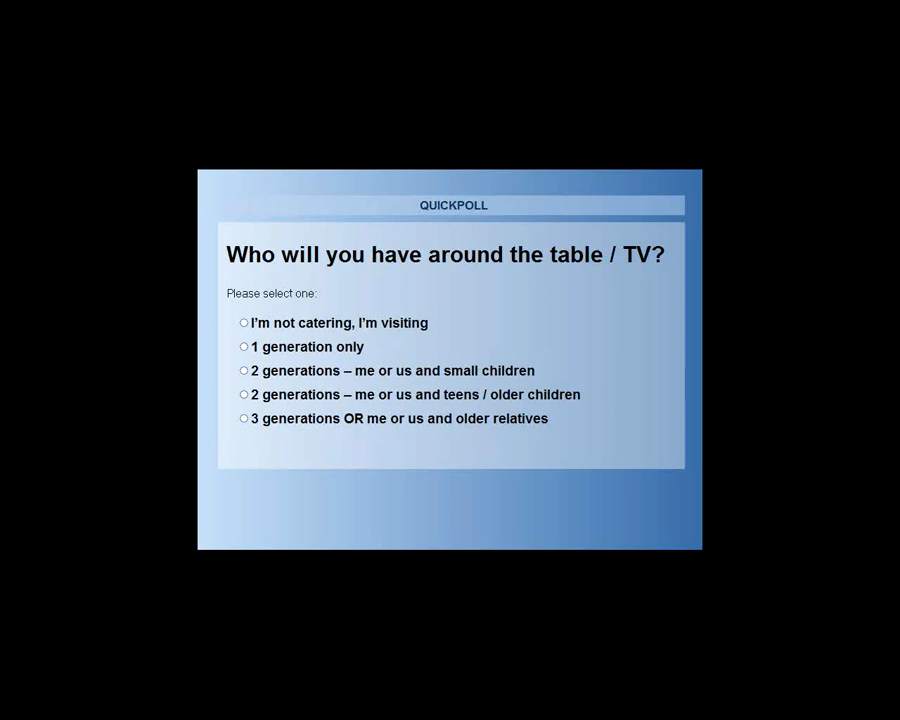 QUICKPOLL
Who will you have around the table / TV?
Please select one:
I'm not catering, I'm visiting
1 generation only
2 generations – me or us and small children
2 generations – me or us and teens / older children
3 generations OR me or us and older relatives